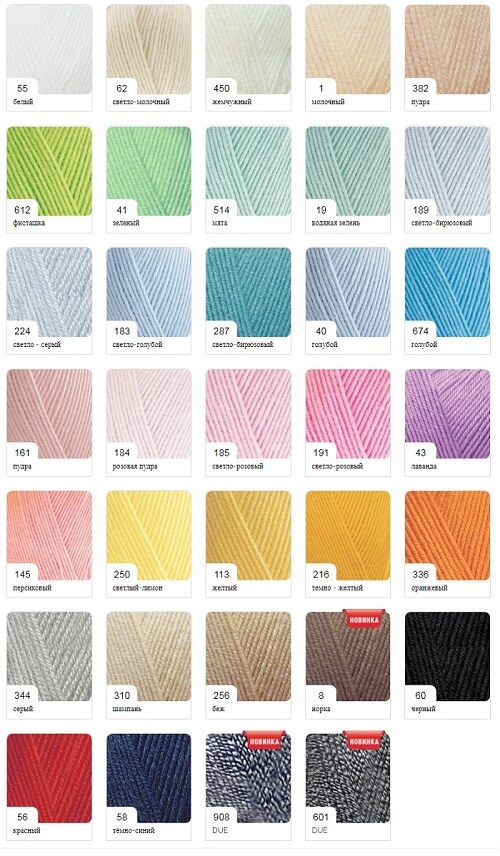 55
белый
62
светло-молочный
450
жемчужный
1
молочный
382
пудра
612
фисташка
41
зеленый
514
мята
19
водяная зелень
189
светло-бирюзовый
224
светло - серый
183
светло-голубой
287
светло-бирюзовый
40
голубой
674
голубой
161
пудра
184
розовая пудра
185
светло-розовый
191
светло-розовый
43
лаванда
145
персиковый
250
светлый-лимон
113
желтый
216
темно - желтый
336
оранжевый
344
серый
310
шампань
256
беж
НОВИНКА
8
норка
60
черный
56
красный
58
тёмно-синий
НОВИНКА
908
DUE
НОВИНКА
601
DUE